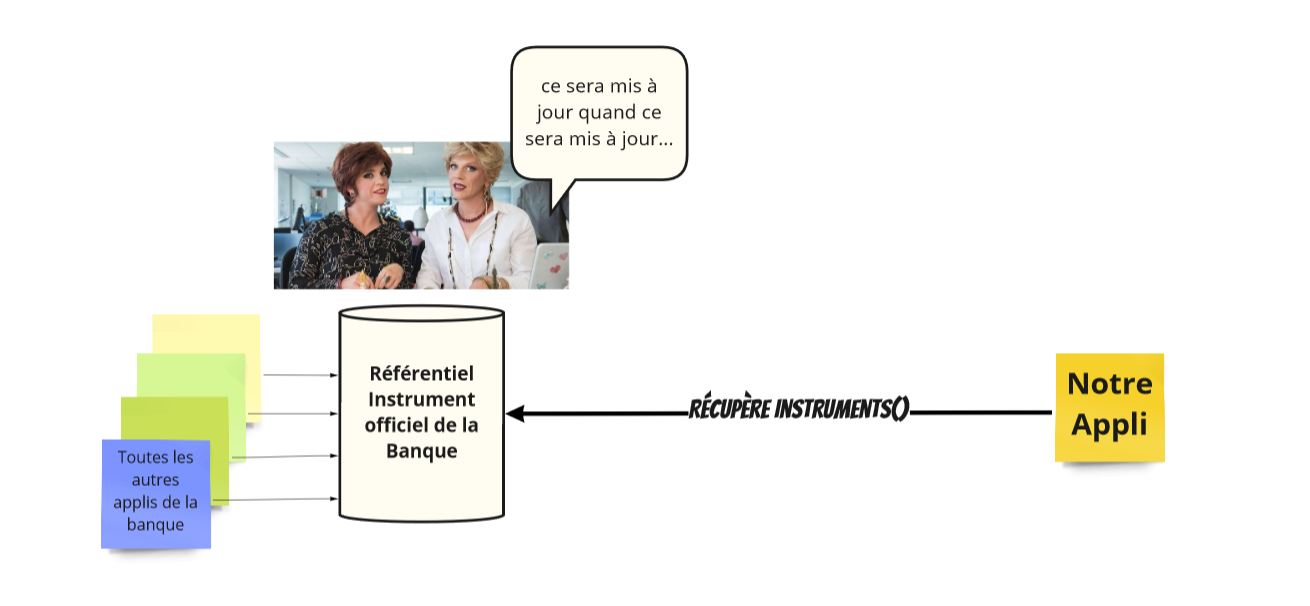 ce sera mis à
jour quand ce
sera mis à jour...
Référentiel
Instrument
officiel de la
Banque
RÉCUPÈRE INSTRUMENTS()
Notre
Appli
Toutes les
autres
applis de la
banque